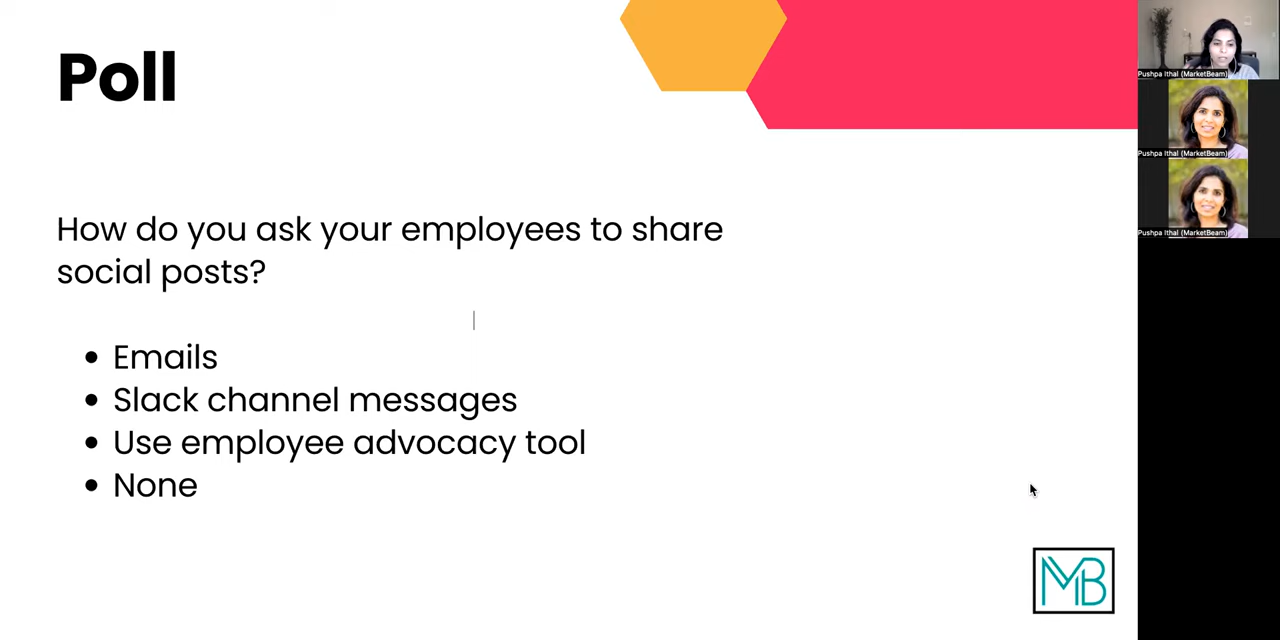 Poll
How do you ask your employees to share
social posts?
Emails
Slack channel messages
Use employee advocacy tool
None
MB
Pushpa Ithal (MarketBeam)
Pushpa Ithal (MarketBeam)
Pushpa Ithal (MarketBeam)